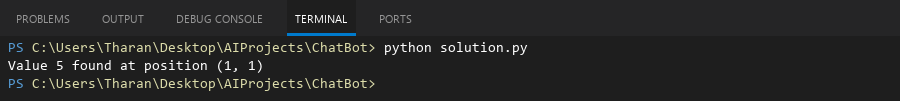 PROBLEMS OUTPUT DEBUG CONSOLE TERMINAL PORTS
PS C:\Users\Tharan\Desktop\AIProjects\ChatBot> python solution.py
Value 5 found at position (1, 1)
PS C:\Users\Tharan\Desktop\AIProjects\ChatBot>